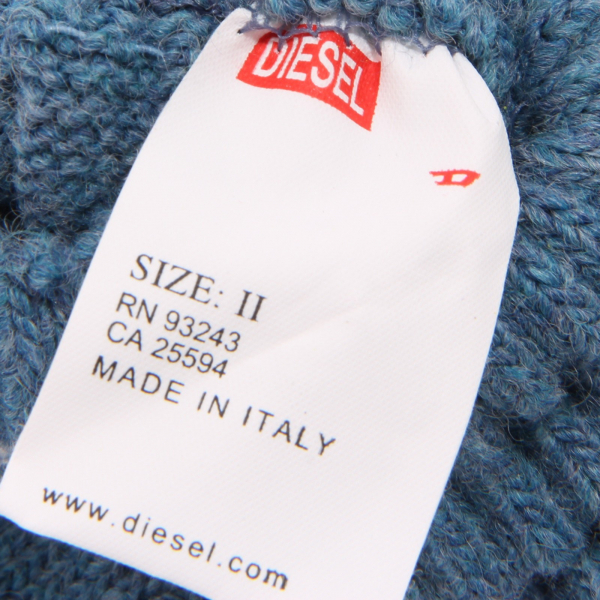 DIESEL
D
SIZE: II
RN 93243
CA 25594
MADE IN ITALY
www.diesel.com